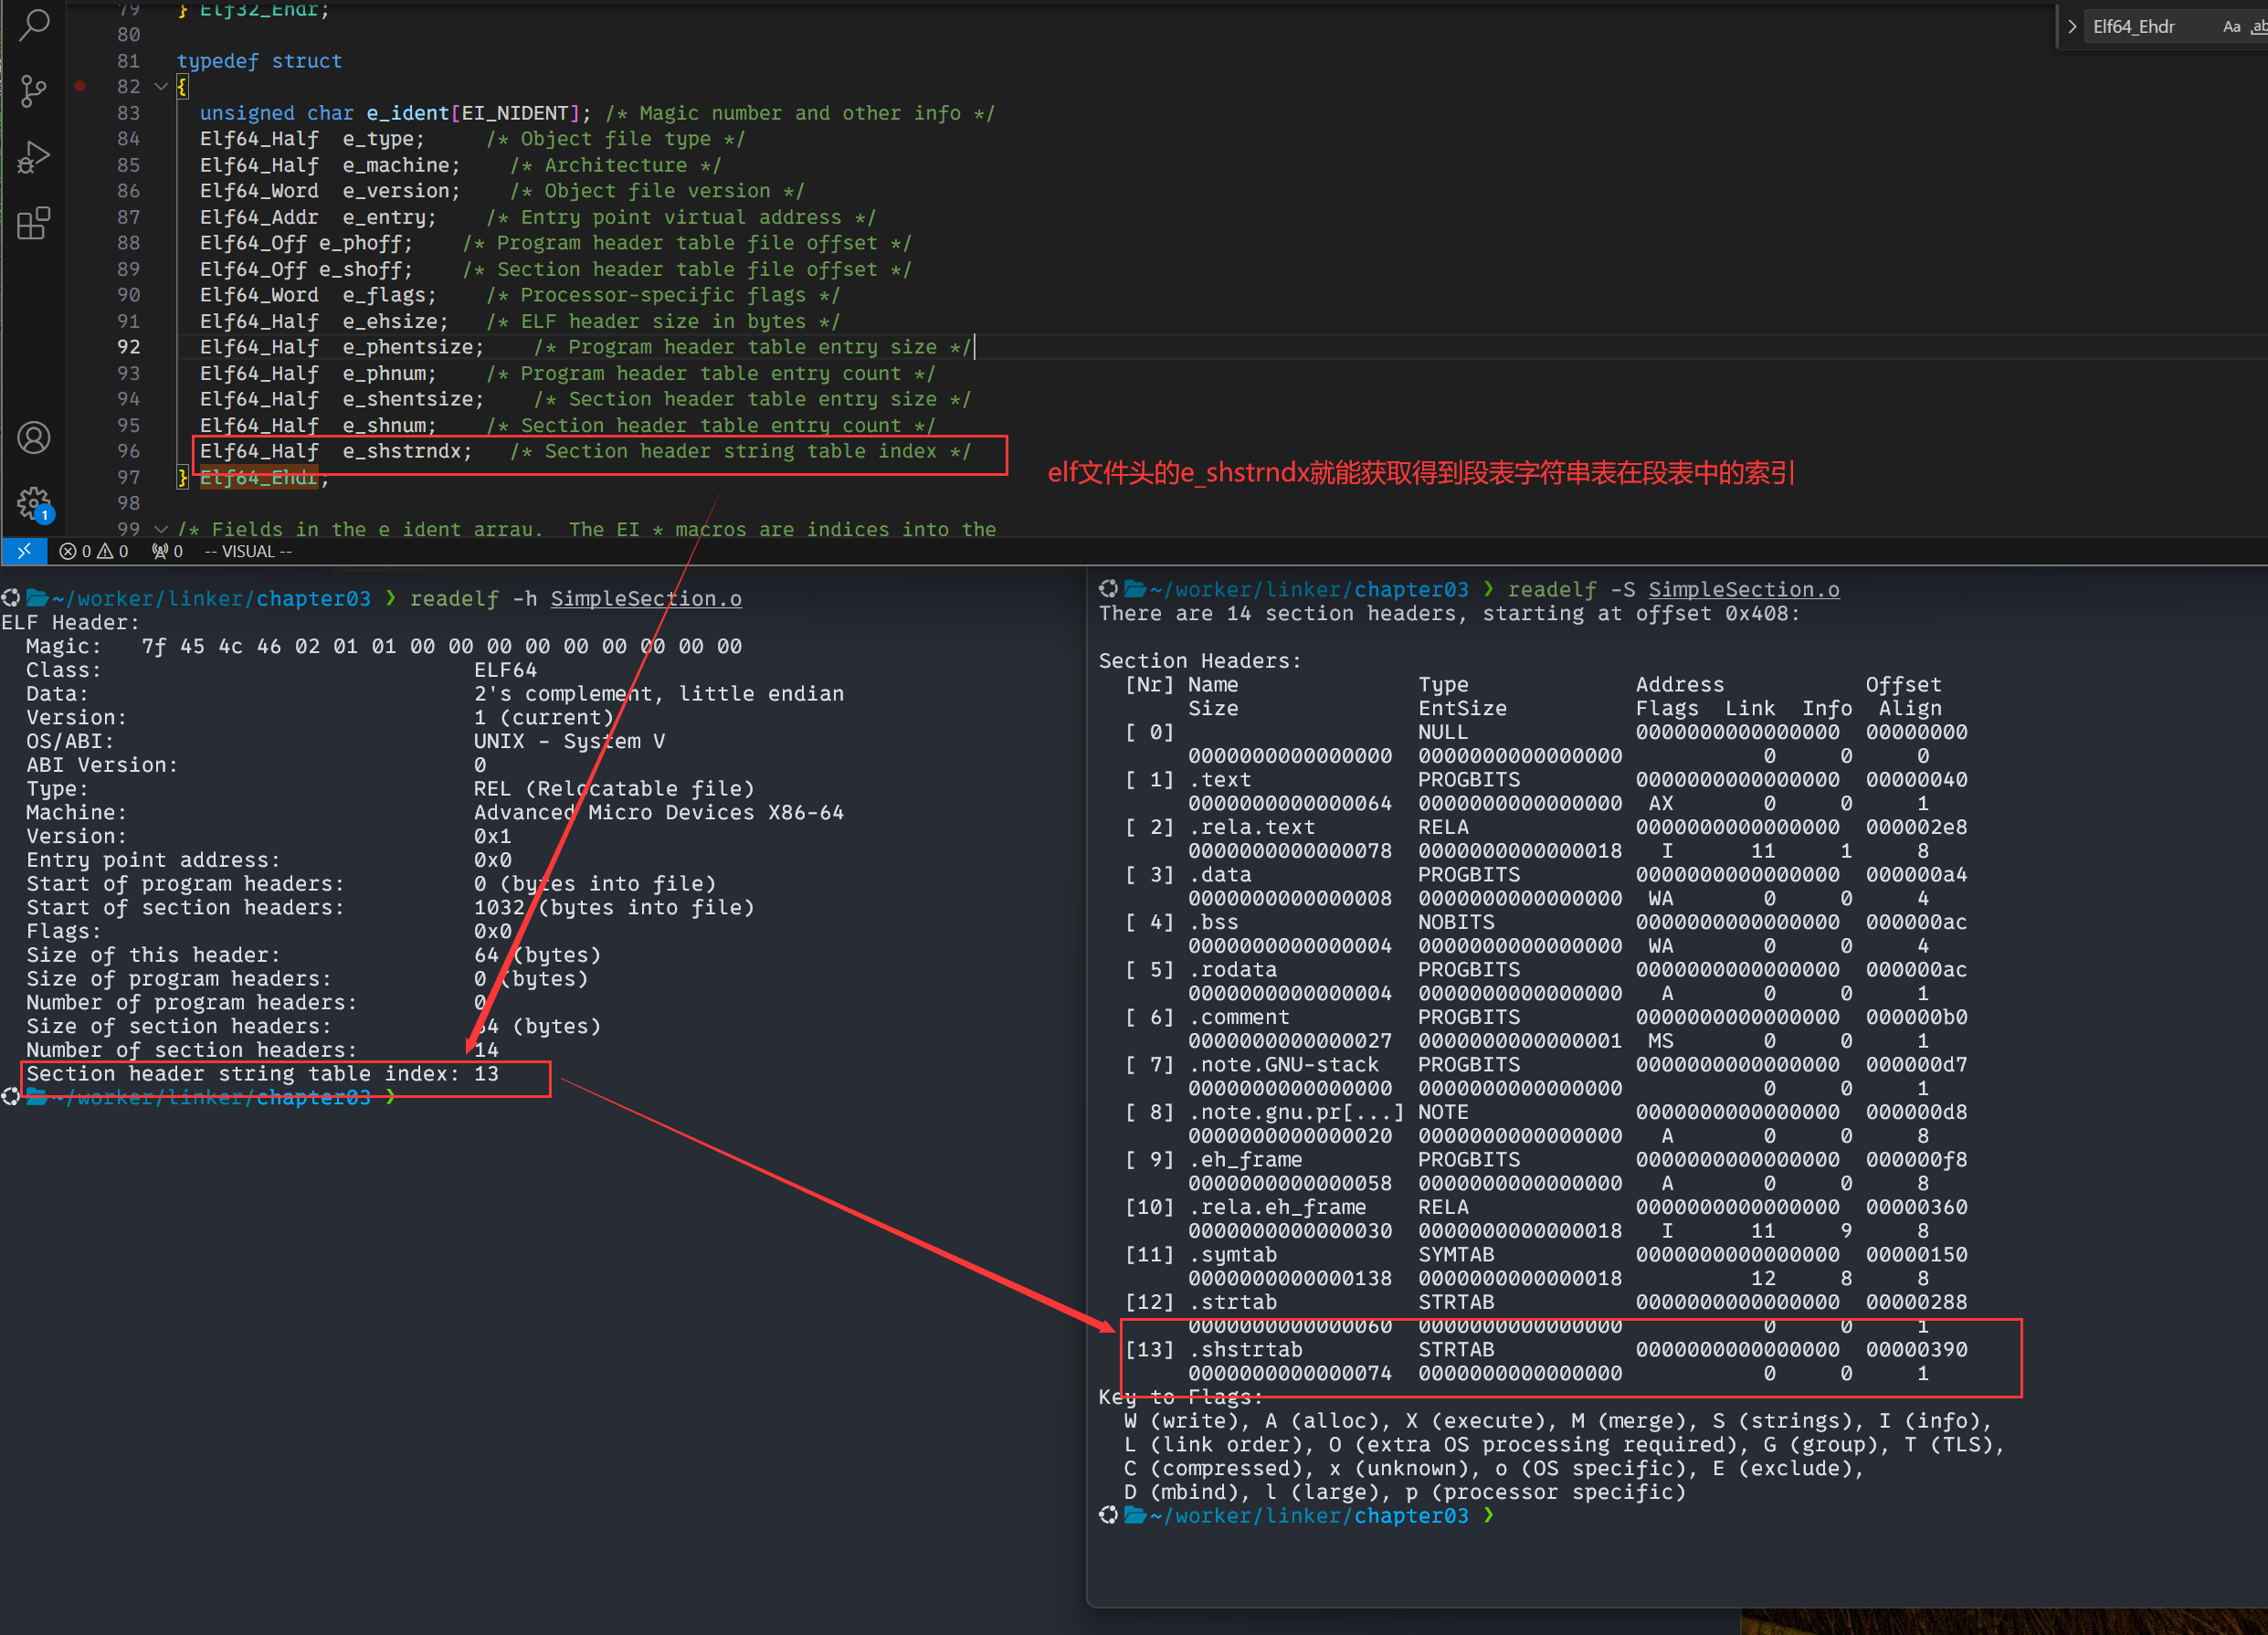 79 } Elf32_Ehdr;
80
81 typedef struct
82 {
83 unsigned char e_ident[EI_NIDENT]; /* Magic number and other info */
84 Elf64_Half e_type; /* Object file type */
85 Elf64_Half e_machine; /* Architecture */
86 Elf64_Word e_version; /* Object file version */
87 Elf64_Addr e_entry; /* Entry point virtual address */
88 Elf64_Off e_phoff; /* Program header table file offset */
89 Elf64_Off e_shoff; /* Section header table file offset */
90 Elf64_Word e_flags; /* Processor-specific flags */
91 Elf64_Half e_ehsize; /* ELF header size in bytes */
92 Elf64_Half e_phentsize; /* Program header table entry size */
93 Elf64_Half e_phnum; /* Program header table entry count */
94 Elf64_Half e_shentsize; /* Section header table entry size */
95 Elf64_Half e_shnum; /* Section header table entry count */
96 Elf64_Half e_shstrndx; /* Section header string table index */
97 } Elf64_Ehdr;
98
99 /* Fields in the e_ident array. The EI_* macros are indices into the
Elf64_Ehdr Aa ab
elf文件头的e_shstrndx就能获取得到段表字符串表在段表中的索引
1
0 0 0 -- VISUAL --
~/worker/linker/chapter03 ❯ readelf -h SimpleSection.o
ELF Header:
Magic: 7f 45 4c 46 02 01 01 00 00 00 00 00 00 00 00 00
Class: ELF64
Data: 2's complement, little endian
Version: 1 (current)
OS/ABI: UNIX - System V
ABI Version: 0
Type: REL (Relocatable file)
Machine: Advanced Micro Devices X86-64
Version: 0x1
Entry point address: 0x0
Start of program headers: 0 (bytes into file)
Start of section headers: 1032 (bytes into file)
Flags: 0x0
Size of this header: 64 (bytes)
Size of program headers: 0 (bytes)
Number of program headers: 0
Size of section headers: 64 (bytes)
Number of section headers: 14
Section header string table index: 13
~/worker/linker/chapter03 ❯
~/worker/linker/chapter03 ❯ readelf -S SimpleSection.o
There are 14 section headers, starting at offset 0x408:
Section Headers:
[Nr] Name Type Address Offset
Size EntSize Flags Link Info Align
[ 0] NULL 0000000000000000 00000000
0000000000000000 0000000000000000 0 0 0
[ 1] .text PROGBITS 0000000000000000 00000040
0000000000000064 0000000000000000 AX 0 0 1
[ 2] .rela.text RELA 0000000000000000 000002e8
0000000000000078 0000000000000018 I 11 1 8
[ 3] .data PROGBITS 0000000000000000 000000a4
0000000000000008 0000000000000000 WA 0 0 4
[ 4] .bss NOBITS 0000000000000000 000000ac
0000000000000004 0000000000000000 WA 0 0 4
[ 5] .rodata PROGBITS 0000000000000000 000000ac
0000000000000004 0000000000000000 A 0 0 1
[ 6] .comment PROGBITS 0000000000000000 000000b0
0000000000000027 0000000000000001 MS 0 0 1
[ 7] .note.GNU-stack PROGBITS 0000000000000000 000000d7
0000000000000000 0000000000000000 0 0 1
[ 8] .note.gnu.pr[...] NOTE 0000000000000000 000000d8
0000000000000020 0000000000000000 A 0 0 8
[ 9] .eh_frame PROGBITS 0000000000000000 000000f8
0000000000000058 0000000000000000 A 0 0 8
[10] .rela.eh_frame RELA 0000000000000000 00000360
0000000000000030 0000000000000018 I 11 9 8
[11] .symtab SYMTAB 0000000000000000 00000150
0000000000000138 0000000000000018 12 8 8
[12] .strtab STRTAB 0000000000000000 00000288
0000000000000060 0000000000000000 0 0 1
[13] .shstrtab STRTAB 0000000000000000 00000390
0000000000000074 0000000000000000 0 0 1
Key to Flags:
W (write), A (alloc), X (execute), M (merge), S (strings), I (info),
L (link order), O (extra OS processing required), G (group), T (TLS),
C (compressed), x (unknown), o (OS specific), E (exclude),
D (mbind), l (large), p (processor specific)
~/worker/linker/chapter03 ❯